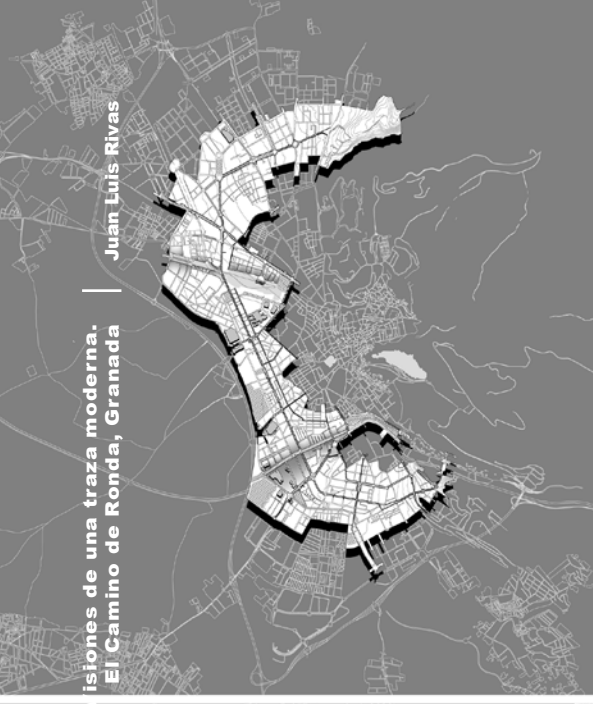 isiones de una traza moderna.
El Camino de Ronda, Granada
Juan Luis Rivas